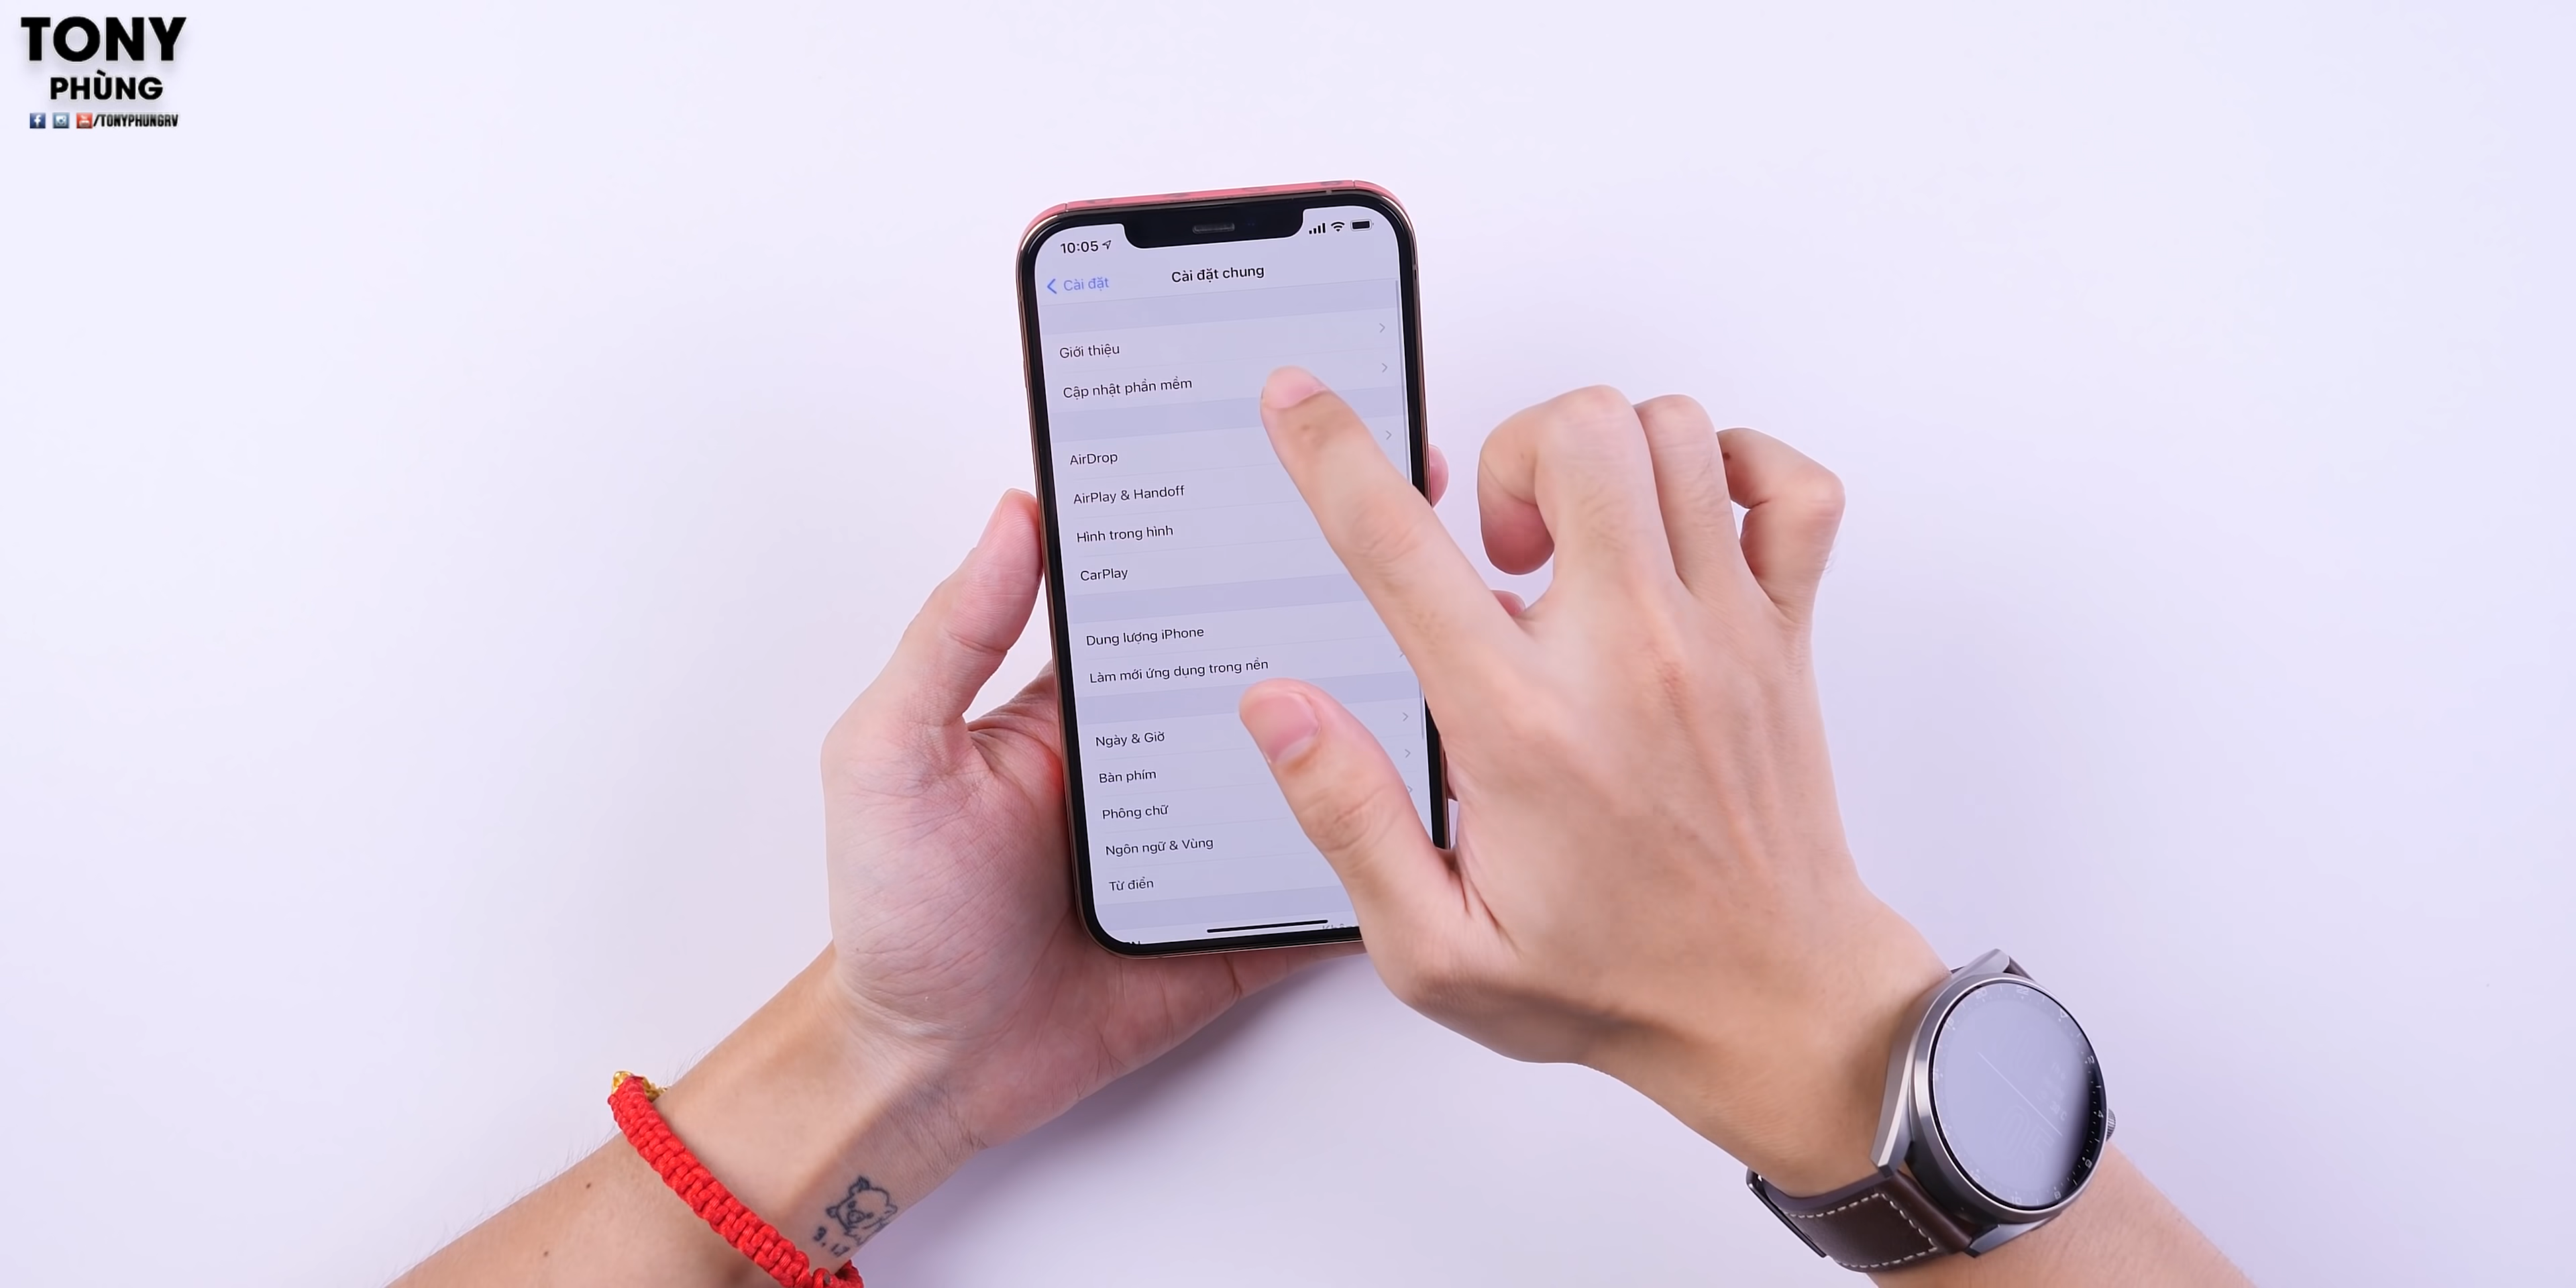 TONY
PHÙNG
/TONYPHUNGRV
10:05
Cài đặt
Cài đặt chung
Giới thiệu
Cập nhật phần mềm
AirDrop
AirPlay & Handoff
Hình trong hình
CarPlay
Dung lượng iPhone
Làm mới ứng dụng trong nền
Ngày & Giờ
Bàn phím
Phông chữ
Ngôn ngữ & Vùng
Từ điển